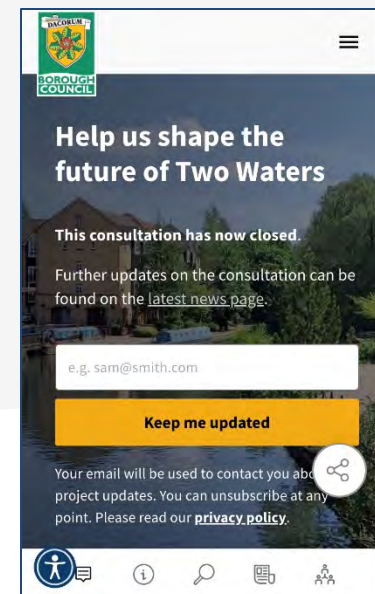 DACORUM
BOROUGH
COUNCIL
Help us shape the
future of Two Waters
This consultation has now closed.
Further updates on the consultation can be
found on the latest news page.
e.g. sam@smith.com
Keep me updated
Your email will be used to contact you
project updates. You can unsubscribe at any
point. Please read our privacy policy.